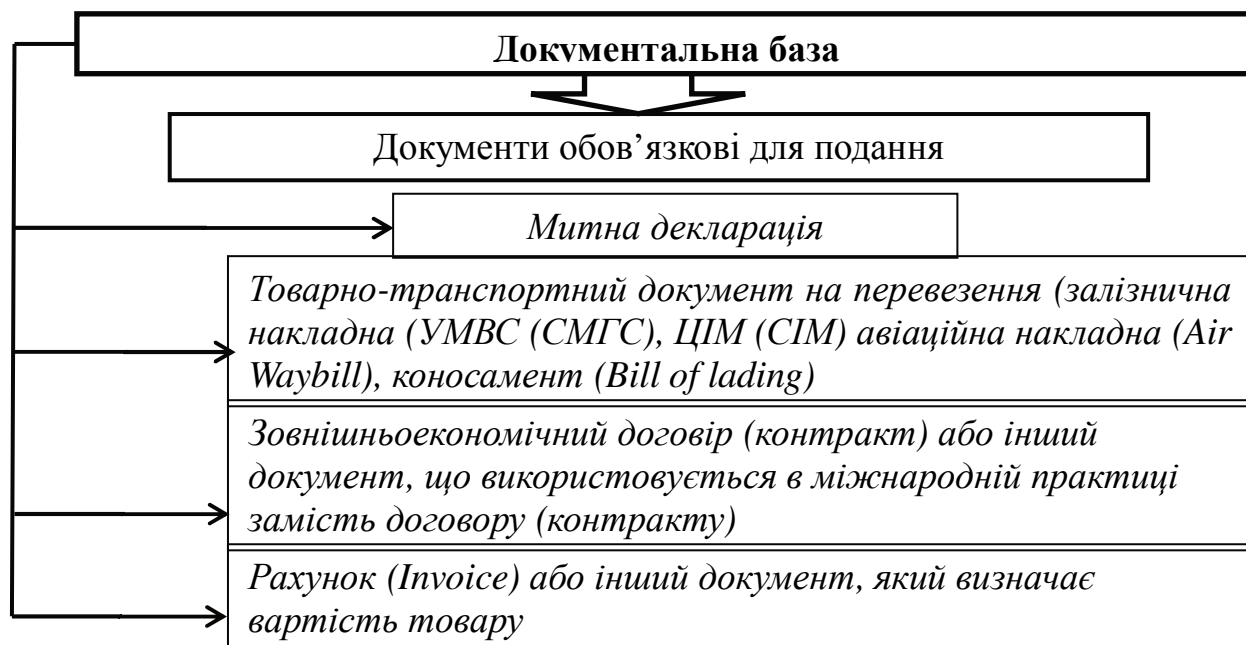 Документальна база
Документи обов’язкові для подання
Митна декларація
Товарно-транспортний документ на перевезення (залізнична
накладна (УМВС (СМГС), ЦІМ (СІМ) авіаційна накладна (Air
Waybill), коносамент (Bill of lading)
Зовнішньоекономічний договір (контракт) або інший
документ, що використовується в міжнародній практиці
замість договору (контракту)
Рахунок (Invoice) або інший документ, який визначає
вартість товару